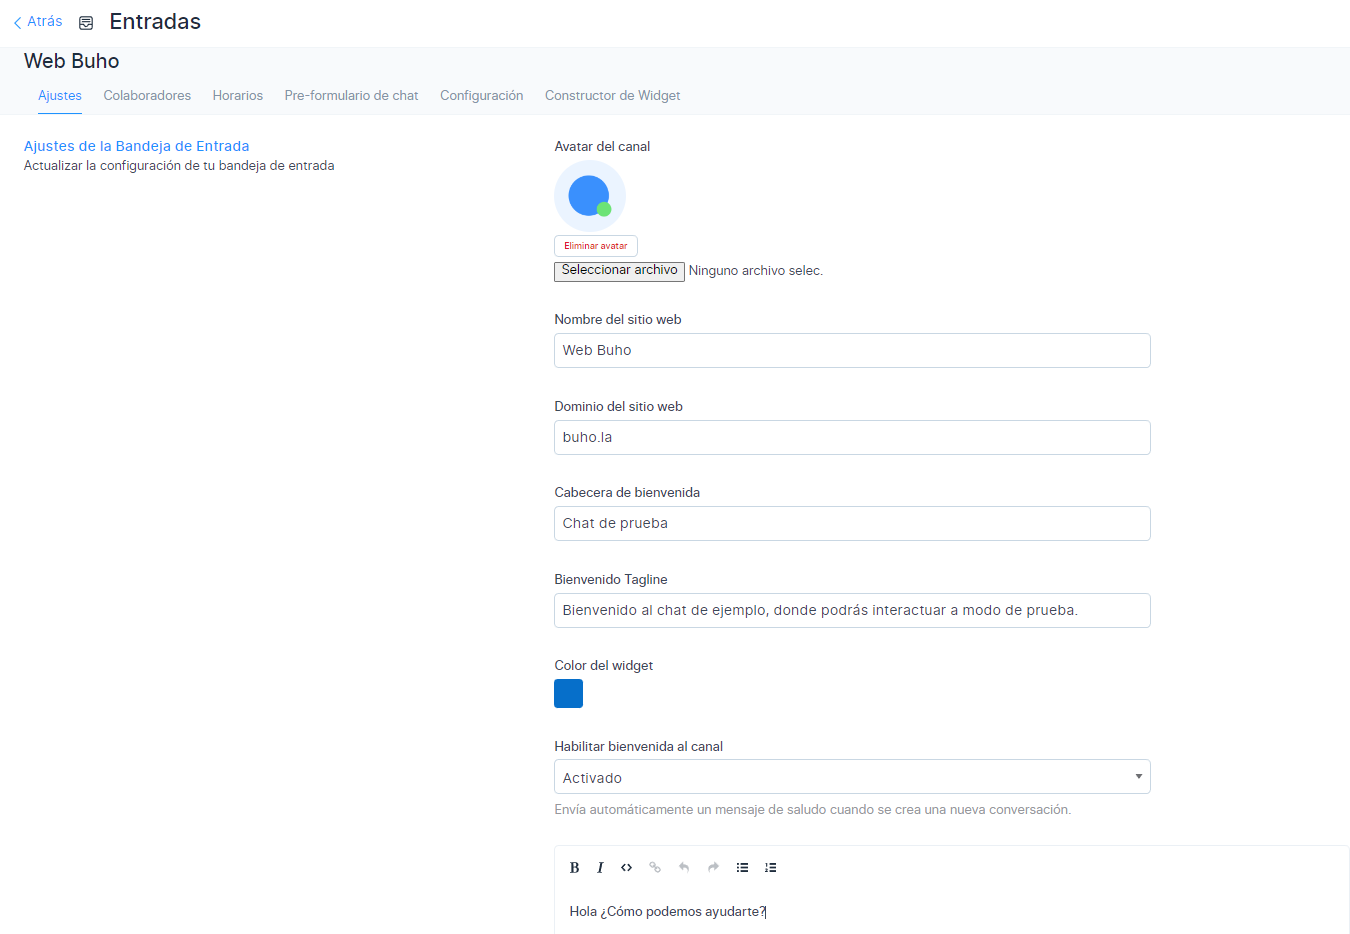 Atrás Entradas
Web Buho
Ajustes Colaboradores Horarios Pre-formulario de chat Configuración Constructor de Widget
Ajustes de la Bandeja de Entrada
Actualizar la configuración de tu bandeja de entrada
Avatar del canal
Eliminar avatar
Seleccionar archivo Ninguno archivo selec.
Nombre del sitio web
Web Buho
Dominio del sitio web
buho.la
Cabecera de bienvenida
Chat de prueba
Bienvenido Tagline
Bienvenido al chat de ejemplo, donde podrás interactuar a modo de prueba.
Color del widget
Habilitar bienvenida al canal
Activado
Envía automáticamente un mensaje de saludo cuando se crea una nueva conversación.
B I
Hola ¿Cómo podemos ayudarte?